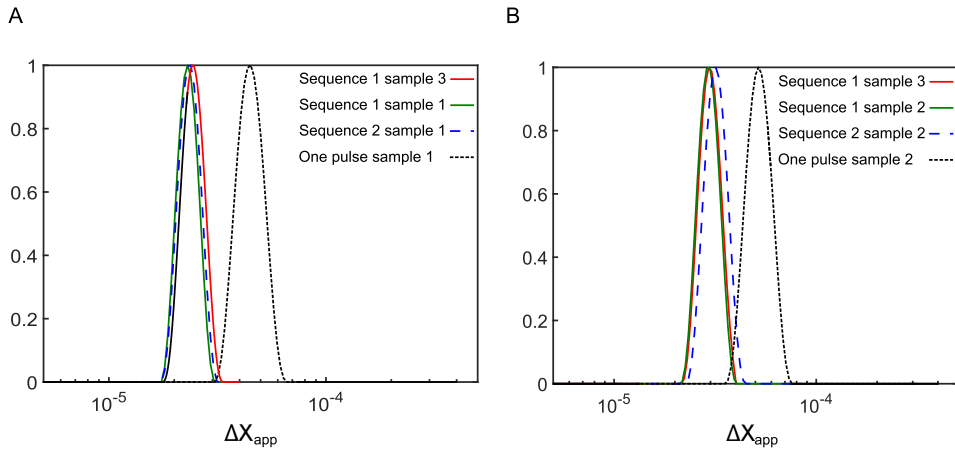 A
B
1
0.8
0.6
0.4
0.2
0
10-5
10-4
ΔXapp
Sequence 1 sample 3
Sequence 1 sample 1
Sequence 2 sample 1
One pulse sample 1
1
0.8
0.6
0.4
0.2
0
10-5
10-4
ΔXapp
Sequence 1 sample 3
Sequence 1 sample 2
Sequence 2 sample 2
One pulse sample 2